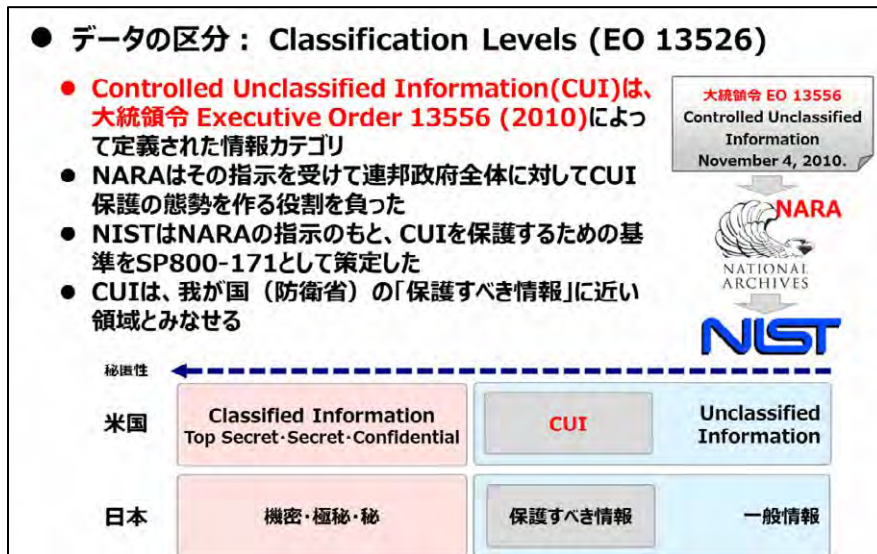 ● データの区分： Classification Levels (EO 13526)
● Controlled Unclassified Information(CUI)は、
大統領令 Executive Order 13556 (2010)によっ
て定義された情報カテゴリ
● NARAはその指示を受けて連邦政府全体に対してCUI
保護の態勢を作る役割を負った
● NISTはNARAの指示のもと、CUIを保護するための基
準をSP800-171として策定した
● CUIは、我が国（防衛省）の「保護すべき情報」に近い
領域とみなせる
大統領令 EO 13556
Controlled Unclassified
Information
November 4, 2010.
NARA
NATIONAL
ARCHIVES
NIST
秘匿性
米国
Classified Information
Top Secret･Secret･Confidential
CUI
Unclassified
Information
日本
機密･極秘･秘
保護すべき情報
一般情報